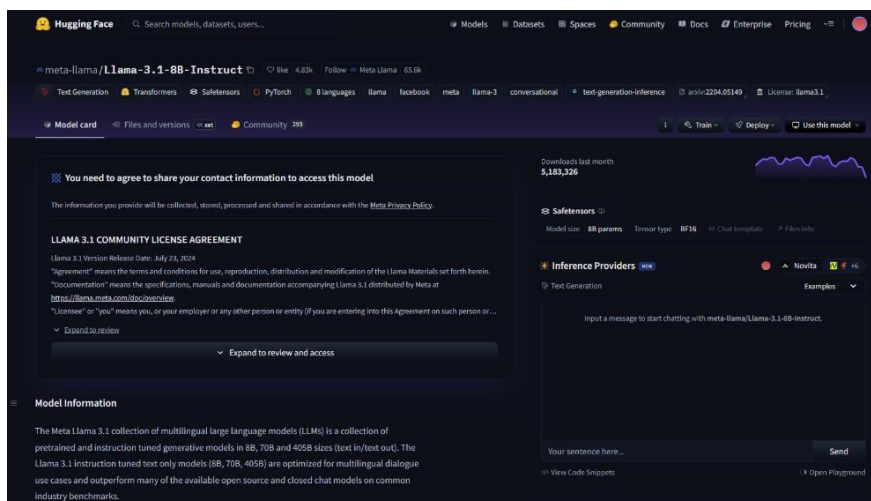 Hugging Face
Search models, datasets, users...
Models Datasets Spaces Community Docs Enterprise Pricing
meta-llama/Llama-3.1-8B-Instruct like 4.83k Follow Meta Llama 65.6k
Text Generation Transformers Safetensors PyTorch 8 languages llama facebook meta llama-3 conversational text-generation-inference arxiv:2204.05149 License: llama3.1
Model card Files and versions xet Community 293
Train Deploy Use this model
You need to agree to share your contact information to access this model
The information you provide will be collected, stored, processed and shared in accordance with the Meta Privacy Policy.
LLAMA 3.1 COMMUNITY LICENSE AGREEMENT
Llama 3.1 Version Release Date: July 23, 2024
"Agreement" means the terms and conditions for use, reproduction, distribution and modification of the Llama Materials set forth herein.
"Documentation" means the specifications, manuals and documentation accompanying Llama 3.1 distributed by Meta at
https://llama.meta.com/doc/overview.
"Licensee" or "you" means you, or your employer or any other person or entity (if you are entering into this Agreement on such person or...
Expand to review
Expand to review and access
Model Information
The Meta Llama 3.1 collection of multilingual large language models (LLMs) is a collection of
pretrained and instruction tuned generative models in 8B, 70B and 405B sizes (text in/text out). The
Llama 3.1 instruction tuned text only models (8B, 70B, 405B) are optimized for multilingual dialogue
use cases and outperform many of the available open source and closed chat models on common
industry benchmarks.
Downloads last month
5,183,326
Safetensors
Model size 8B params Tensor type BF16 Chat template Files info
Inference Providers NEW
Novita +6
Text Generation
Examples
Input a message to start chatting with meta-llama/Llama-3.1-8B-Instruct.
Your sentence here...
Send
View Code Snippets
Open Playground